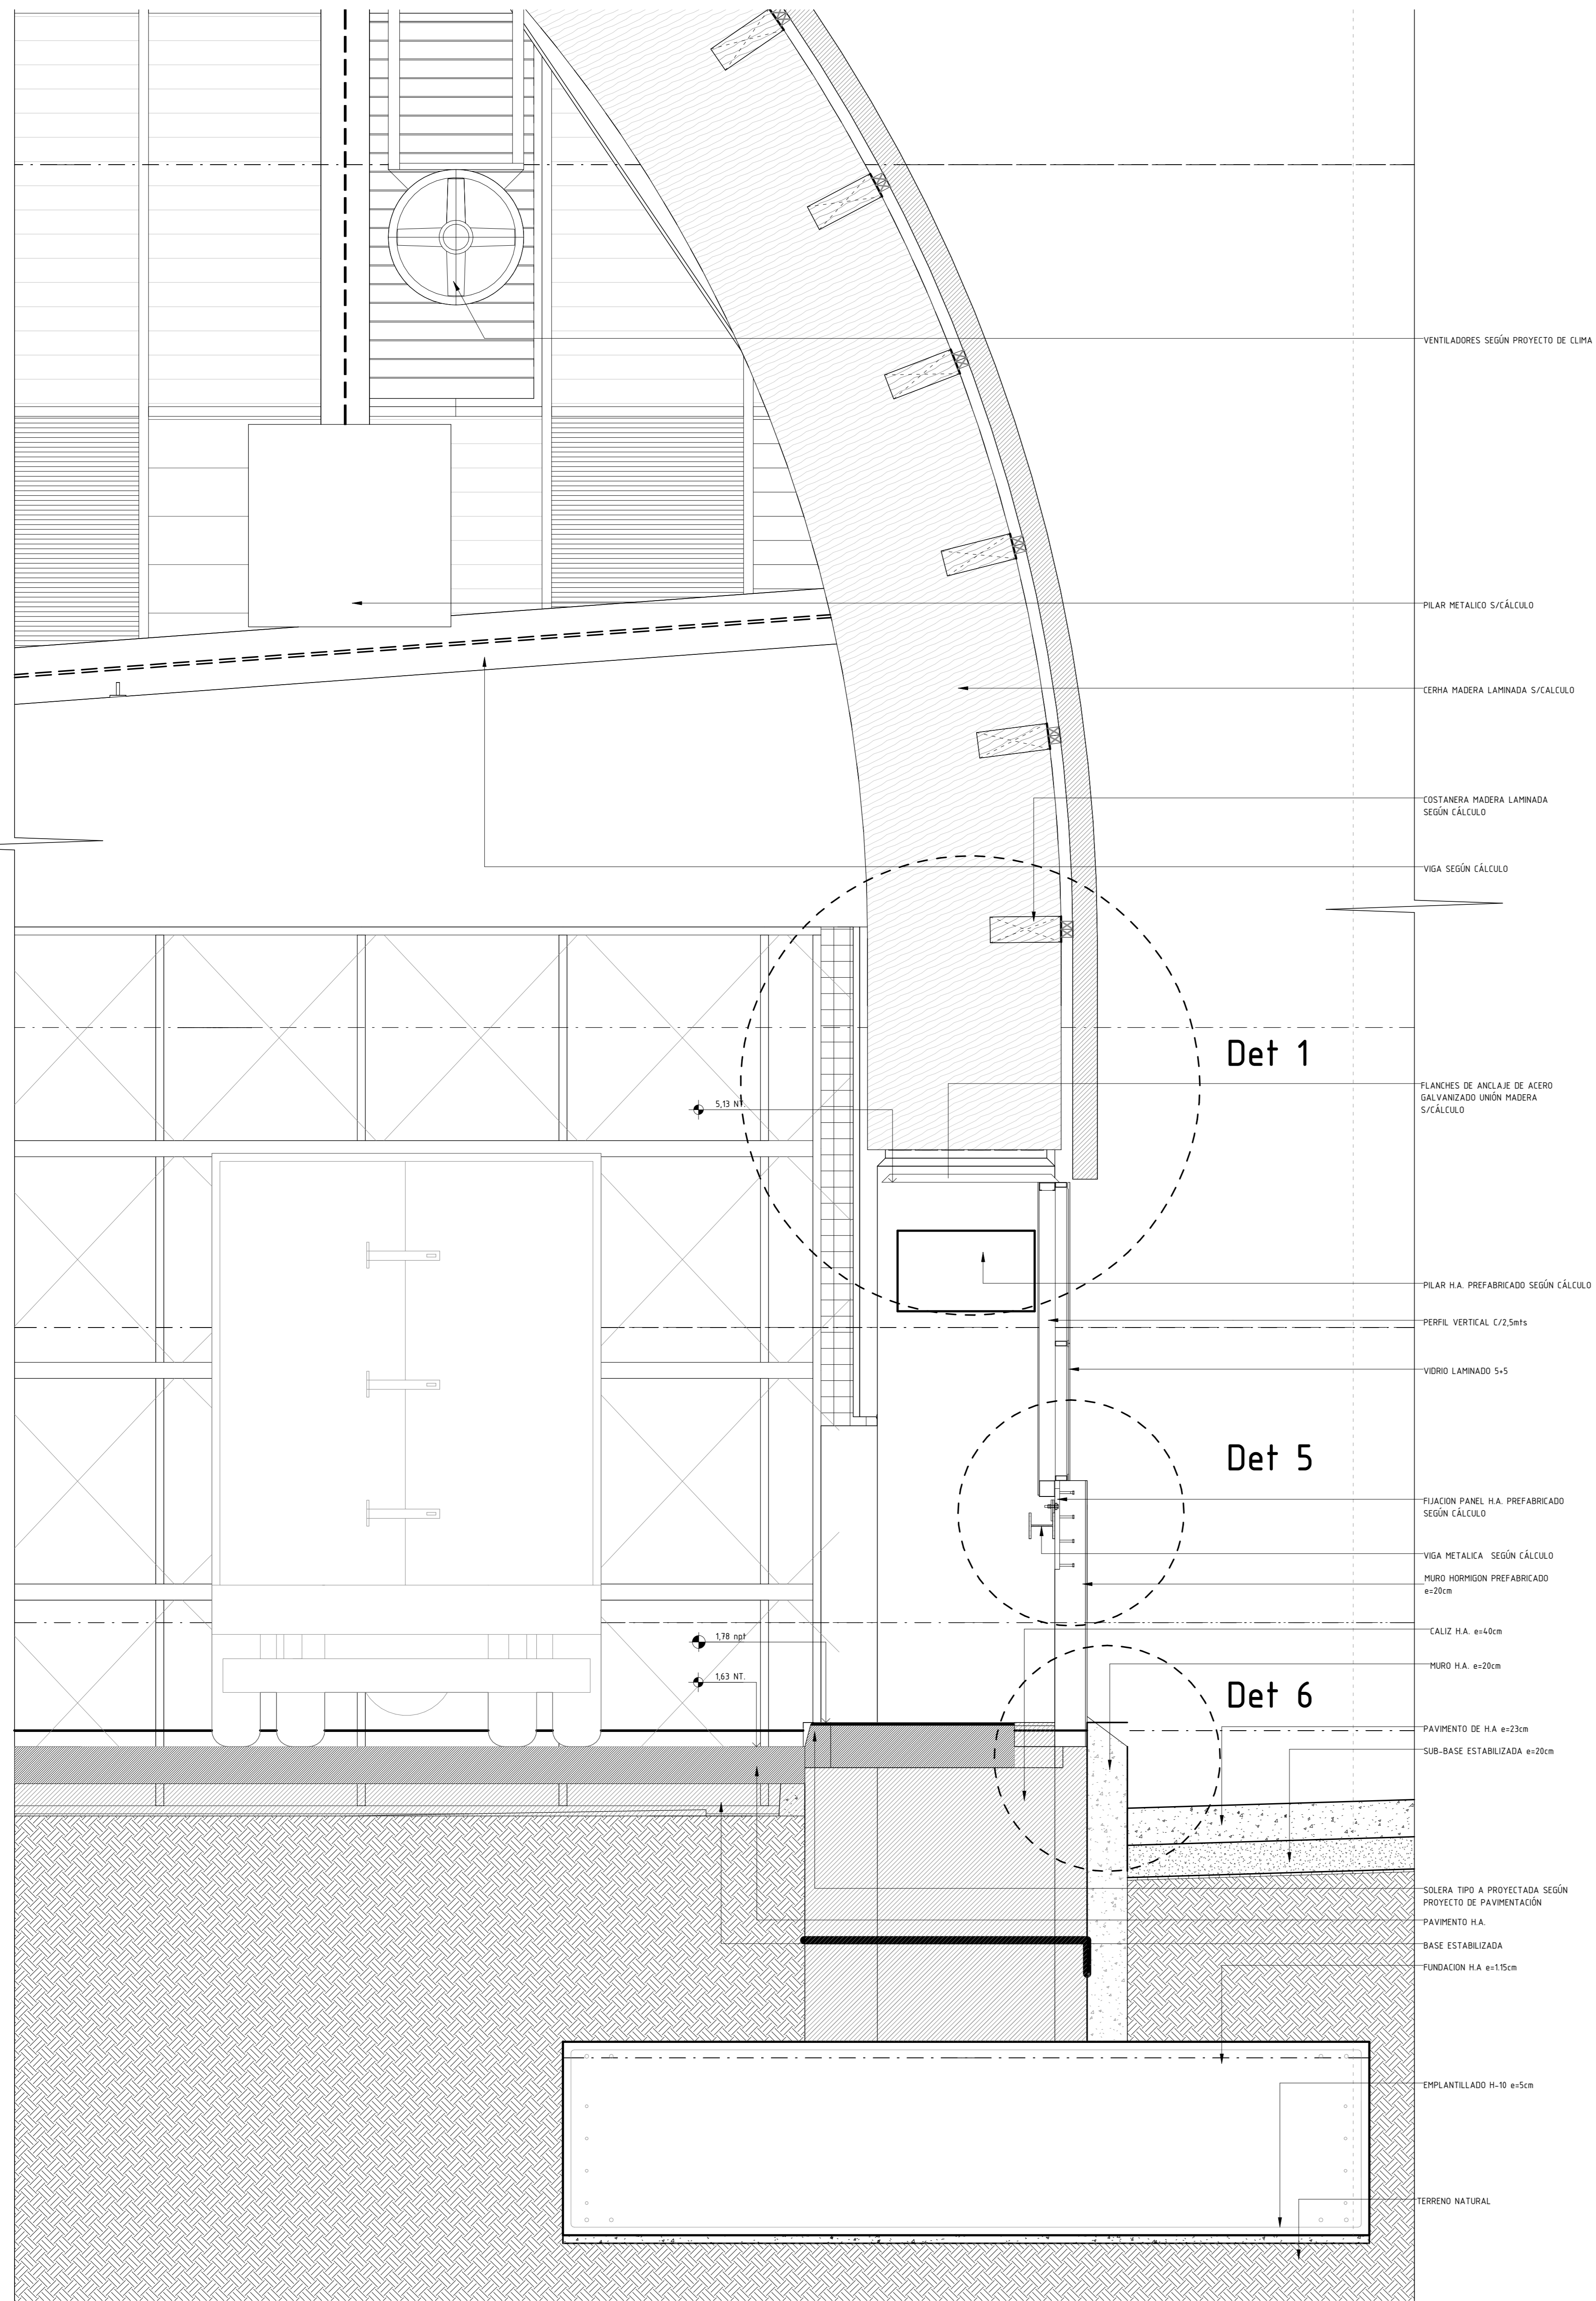 VENTILADORES SEGÚN PROYECTO DE CLIMA
PILAR METALICO S/CÁLCULO
CERHA MADERA LAMINADA S/CALCULO
COSTANERA MADERA LAMINADA
SEGÚN CÁLCULO
VIGA SEGÚN CÁLCULO
Det 1
FLANCHES DE ANCLAJE DE ACERO
GALVANIZADO UNIÓN MADERA
S/CÁLCULO
5,13 NT.
PILAR H.A. PREFABRICADO SEGÚN CÁLCULO
PERFIL VERTICAL C/2,5mts
VIDRIO LAMINADO 5+5
Det 5
FIJACION PANEL H.A. PREFABRICADO
SEGÚN CÁLCULO
VIGA METALICA SEGÚN CÁLCULO
MURO HORMIGON PREFABRICADO
e=20cm
CALIZ H.A. e=40cm
1,78 npt
MURO H.A. e=20cm
1,63 NT.
Det 6
PAVIMENTO DE H.A e=23cm
SUB-BASE ESTABILIZADA e=20cm
SOLERA TIPO A PROYECTADA SEGÚN
PROYECTO DE PAVIMENTACIÓN
PAVIMENTO H.A.
BASE ESTABILIZADA
FUNDACION H.A e=1.15cm
EMPLANTILLADO H-10 e=5cm
TERRENO NATURAL